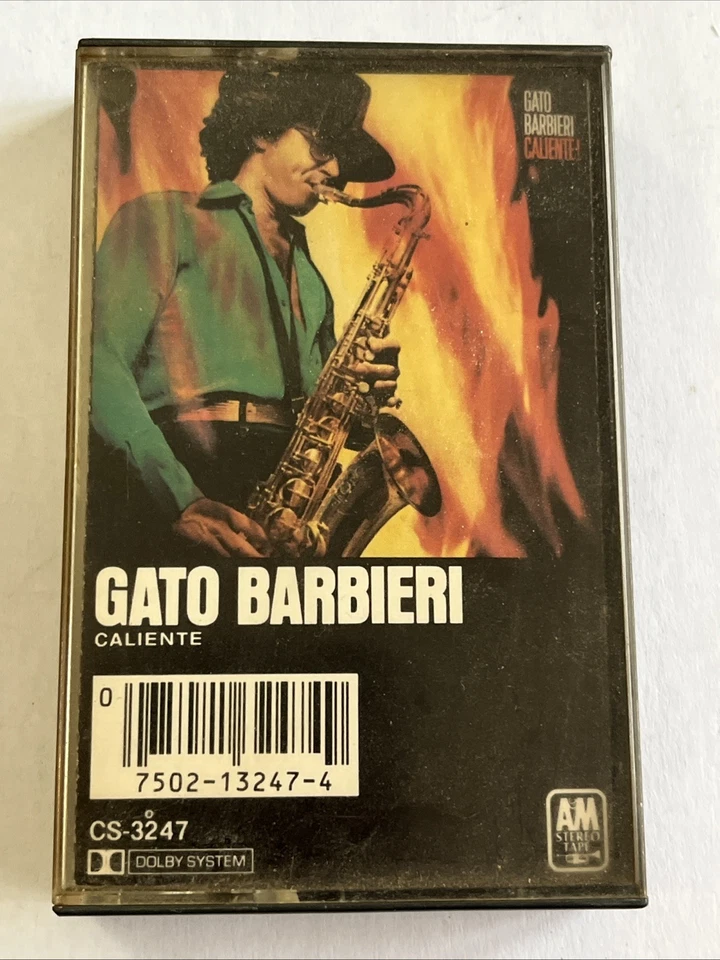 GATO
BARBIERI
CALIENTE!
GATO BARBIERI
CALIENTE
0
7502-13247-4
CS-3247
DOLBY SYSTEM
A&M
STEREO
TAPE